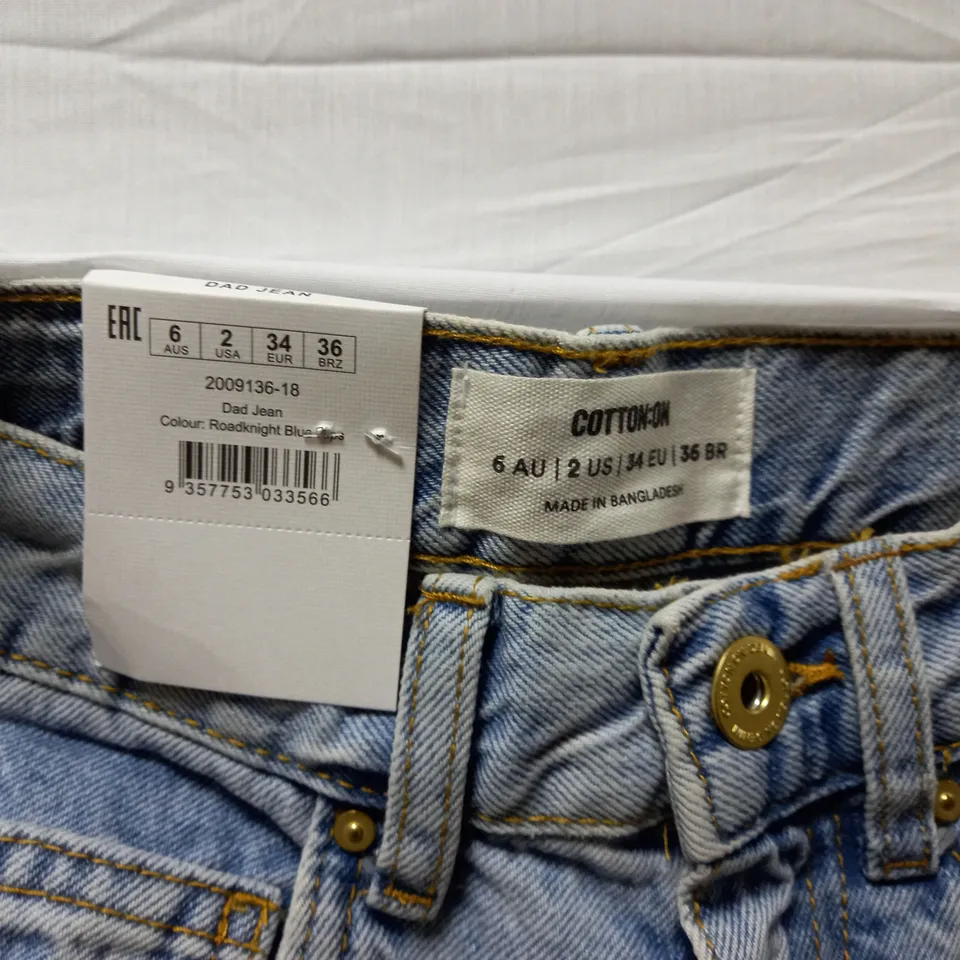 DAD JEAN
EAC
6 2 34 36
AUS USA EUR BRZ
2009136-18
Dad Jean
Colour: Roadknight Blue
9 357753 033566
COTTON:ON
6 AU | 2 US / 34 EU | 36 BR
MADE IN BANGLADESH